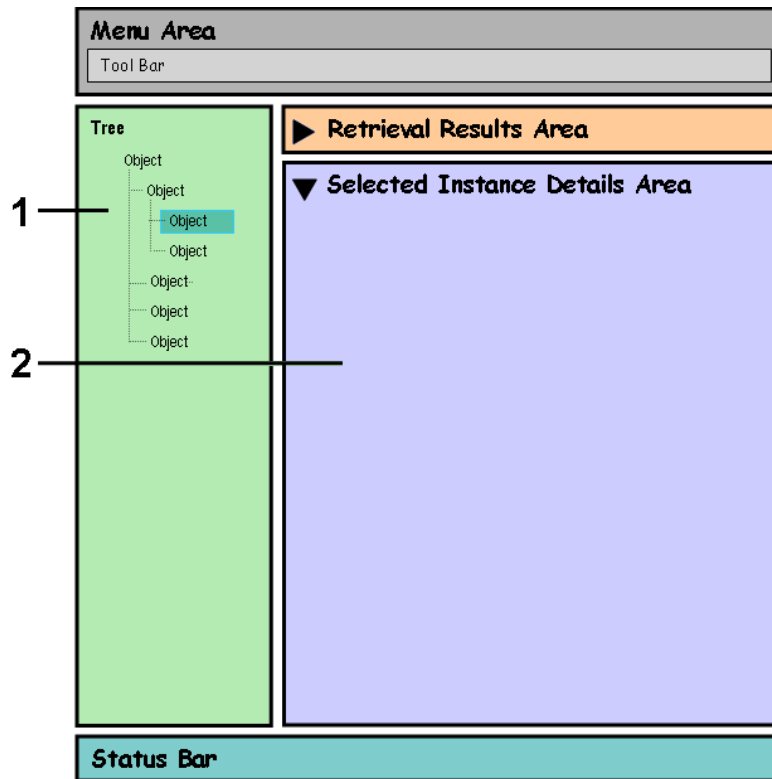 Menu Area
Tool Bar
Tree
Object
Object
Object
Object
Object
Object
Object
1
2
Retrieval Results Area
Selected Instance Details Area
Status Bar